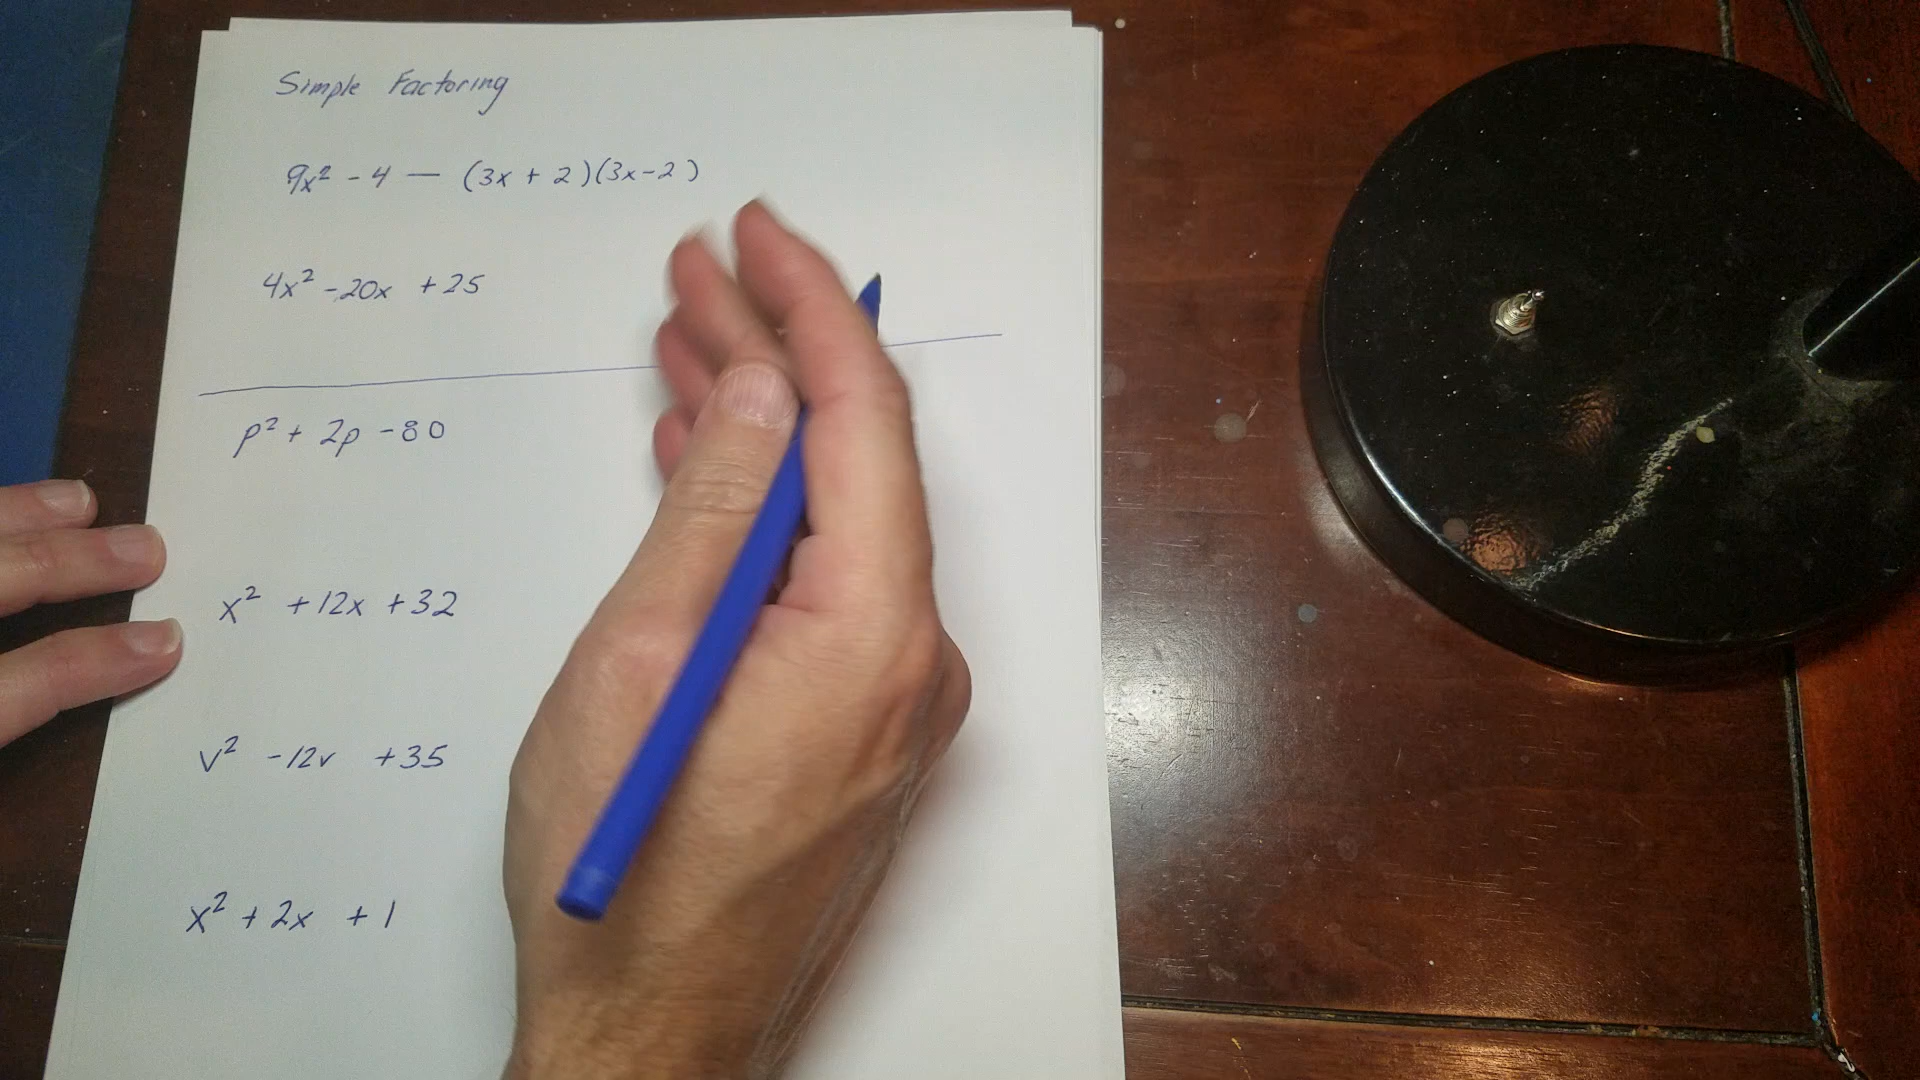 Simple Factoring
9x² - 4 — (3x + 2)(3x-2)
4x² -20x +25
p² + 2p -80
x² +12x +32
v² -12v +35
x² + 2x + 1